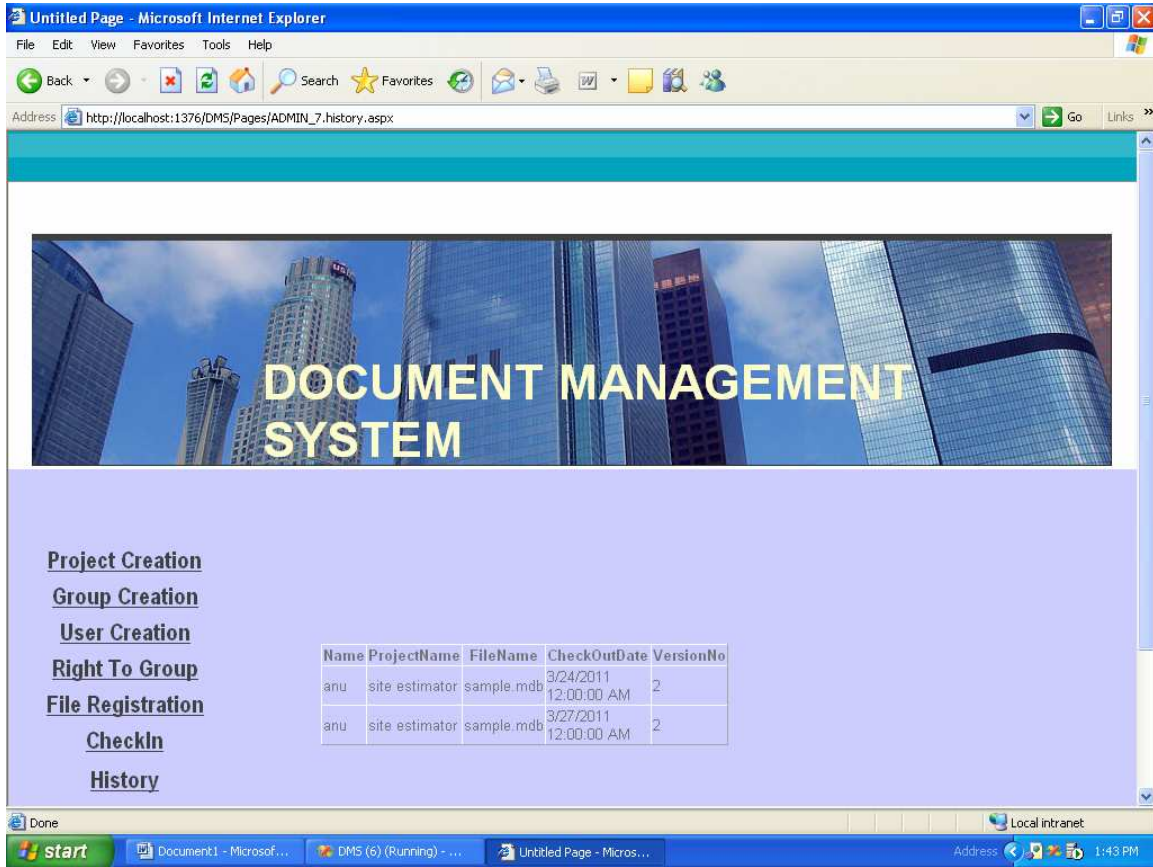 Untitled Page - Microsoft Internet Explorer
File Edit View Favorites Tools Help
Back Search Favorites
Address http://localhost:1376/DMS/Pages/ADMIN_7.history.aspx Go Links »
DOCUMENT MANAGEMENT
SYSTEM
Project Creation
Group Creation
User Creation
Right To Group
File Registration
CheckIn
History
Name ProjectName FileName CheckOutDate VersionNo
anu site estimator sample.mdb 3/24/2011 12:00:00 AM 2
anu site estimator sample.mdb 3/27/2011 12:00:00 AM 2
Done Local intranet
start Document1 - Microsof... DMS (6) (Running) - ... Untitled Page - Micros... Address 1:43 PM